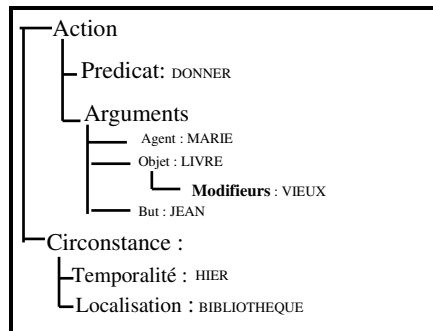 Action
Predicat: DONNER
Arguments
Agent : MARIE
Objet : LIVRE
Modifieurs : VIEUX
But : JEAN
Circonstance :
Temporalité : HIER
Localisation : BIBLIOTHEQUE